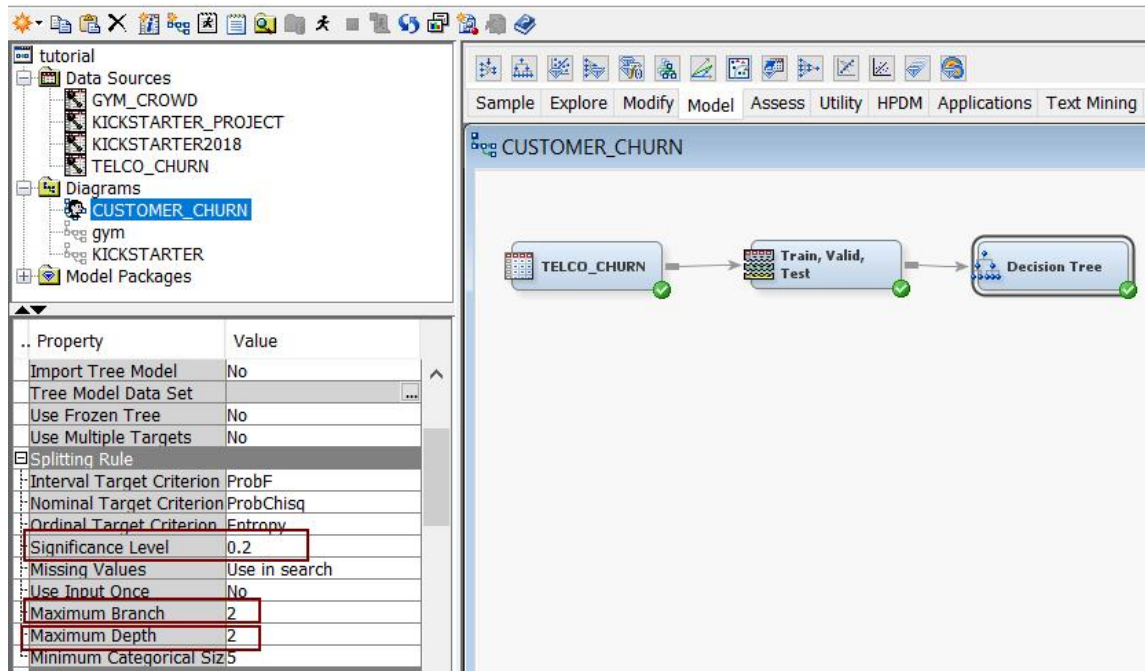 tutorial
Data Sources
GYM_CROWD
KICKSTARTER_PROJECT
KICKSTARTER2018
TELCO_CHURN
Diagrams
CUSTOMER_CHURN
gym
KICKSTARTER
Model Packages
.. Property Value
Import Tree Model No
Tree Model Data Set ...
Use Frozen Tree No
Use Multiple Targets No
Splitting Rule
Interval Target Criterion ProbF
Nominal Target Criterion ProbChisq
Ordinal Target Criterion Entropy
Significance Level 0.2
Missing Values Use in search
Use Input Once No
Maximum Branch 2
Maximum Depth 2
Minimum Categorical Siz 5
Sample Explore Modify Model Assess Utility HPDM Applications Text Mining
CUSTOMER_CHURN
TELCO_CHURN
Train, Valid,
Test
Decision Tree